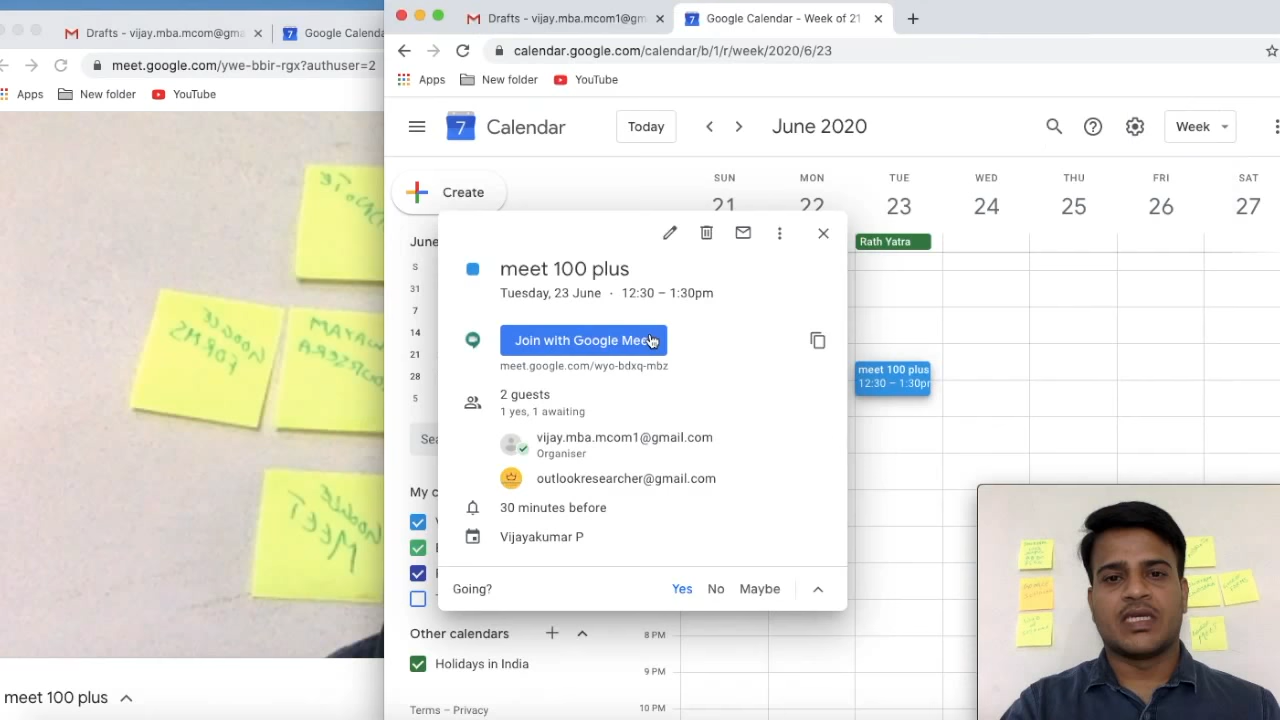 Drafts - vijay.mba.mcom@gma
Google Calenda
meet.google.com/ywe-bbir-rgx?authuser=2
Apps
New folder
YouTube
GOOGLE
FORMS
GOOGLE
MEET
meet 100 plus
Drafts - vijay.mba.mcom1@gm
Google Calendar - Week of 21
calendar.google.com/calendar/b/1/r/week/2020/6/23
Apps
New folder
YouTube
7
Calendar
Today
June 2020
Week
Create
SUN
MON
TUE
WED
THU
FRI
SAT
21
22
23
24
25
26
27
Rath Yatra
June
S
31
7
14
21
28
5
Sea
My c
meet 100 plus
Tuesday, 23 June · 12:30 – 1:30pm
Join with Google Meet
meet.google.com/wyo-bdxq-mbz
2 guests
1 yes, 1 awaiting
vijay.mba.mcom1@gmail.com
Organiser
outlookresearcher@gmail.com
30 minutes before
Vijayakumar P
Going?
Yes
No
Maybe
meet 100 plus
12:30 – 1:30pm
Other calendars
Holidays in India
Terms – Privacy
8 PM
9 PM
10 PM